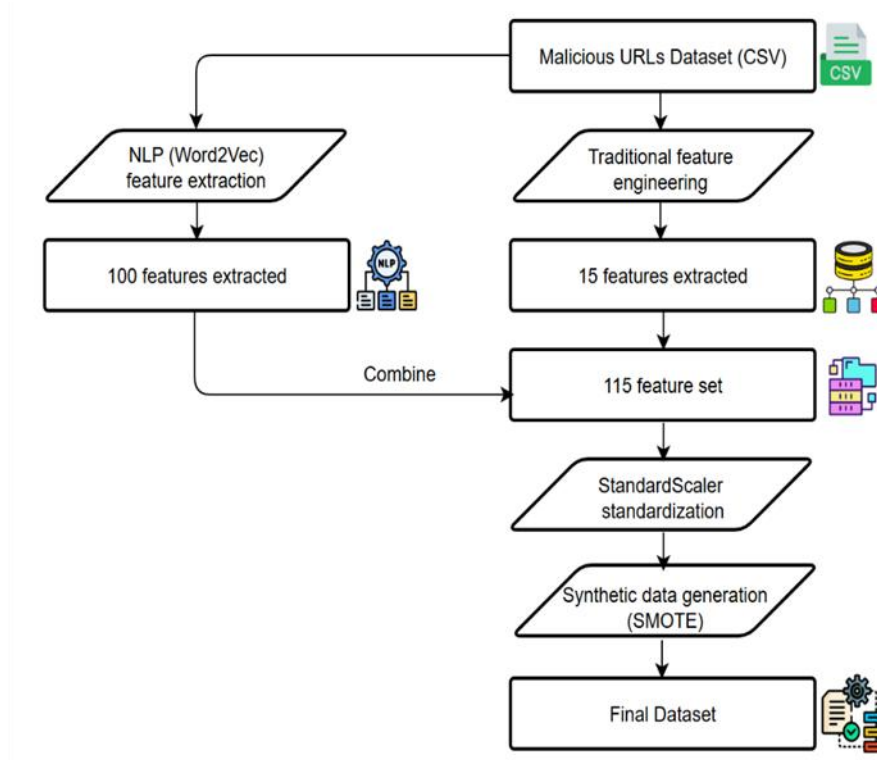 Malicious URLs Dataset (CSV)
CSV
NLP (Word2Vec)
feature extraction
Traditional feature
engineering
100 features extracted
NLP
15 features extracted
Combine
115 feature set
StandardScaler
standardization
Synthetic data generation
(SMOTE)
Final Dataset